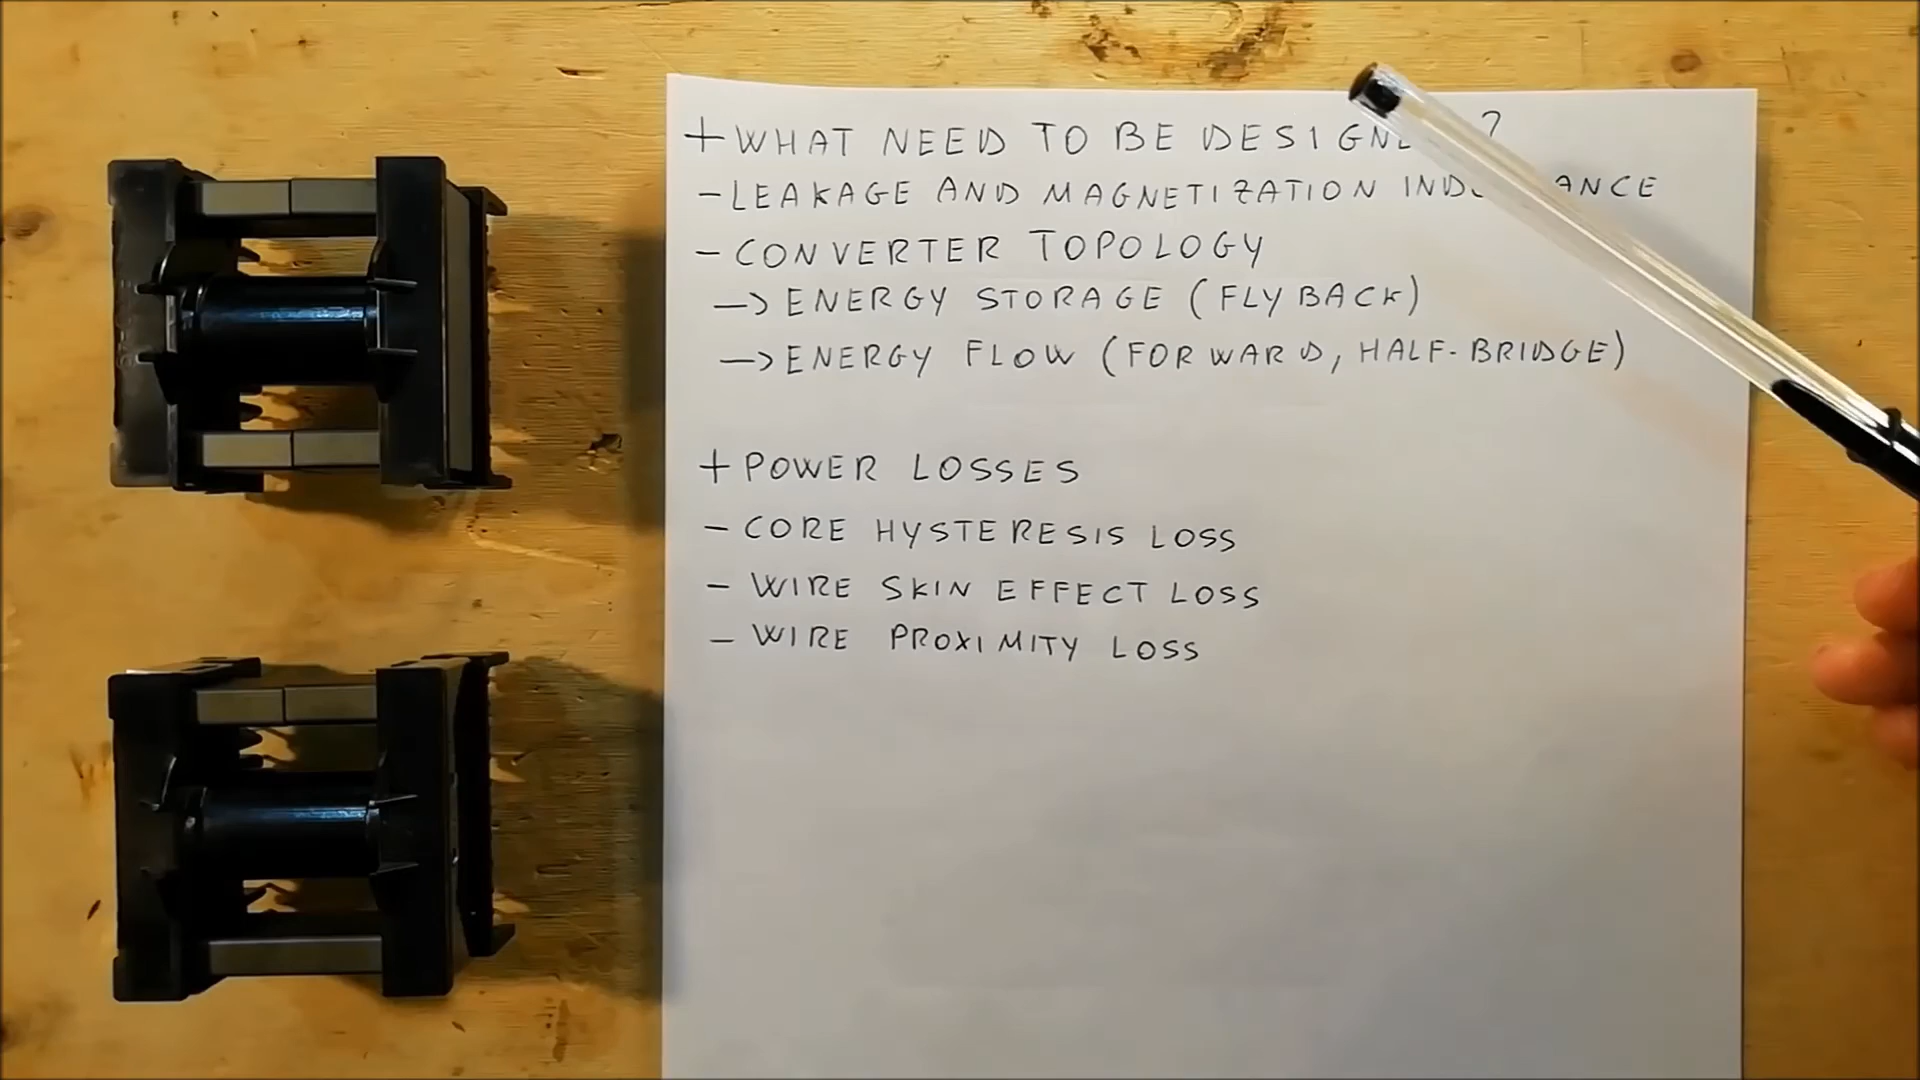 + WHAT NEED TO BE ?
- LEAKAGE AND MAGNETIZATION
- CONVERTER TOPOLOGY
-> ENERGY STORAGE (FLYBACK)
-> ENERGY FLOW (FORWARD, HALF-BRIDGE)
+ POWER LOSSES
- CORE HYSTERESIS LOSS
- WIRE SKIN EFFECT LOSS
- WIRE PROXIMITY LOSS